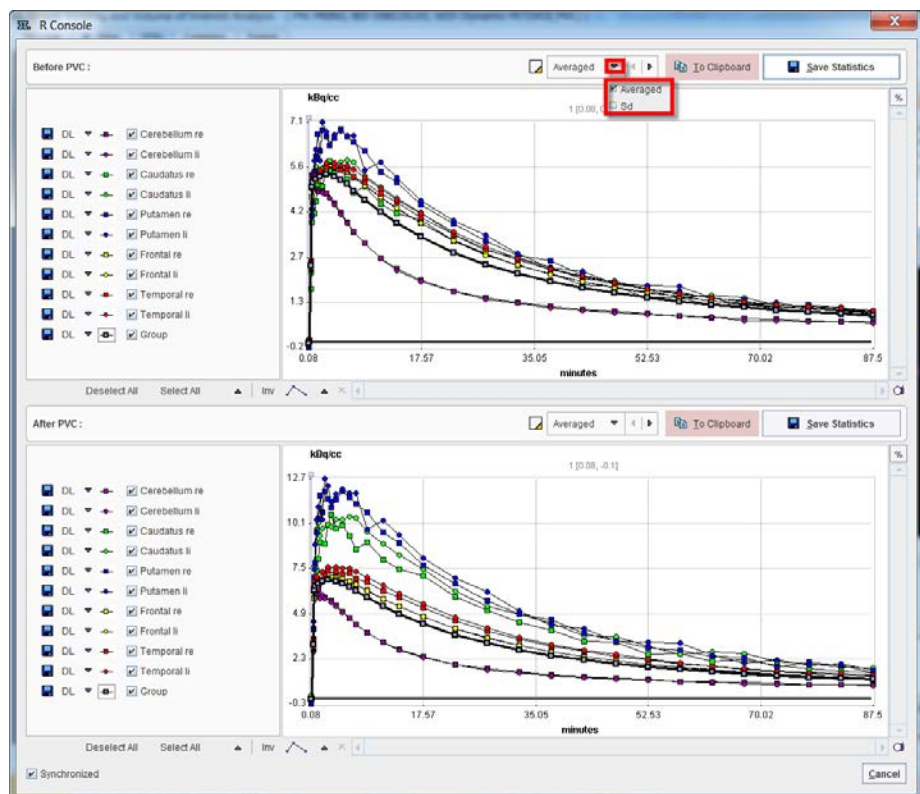 R Console
Before PVC :
Averaged
To Clipboard
Save Statistics
Averaged
Sd
kBq/cc
1 [0.08, 0
%
DL Cerebellum re
DL Cerebellum li
DL Caudatus re
DL Caudatus li
DL Putamen re
DL Putamen li
DL Frontal re
DL Frontal li
DL Temporal re
DL Temporal li
DL Group
7.1
5.6
4.2
2.7
1.3
-0.2
0.08 17.57 35.05 52.53 70.02 87.5
minutes
Deselect All Select All Inv
After PVC :
Averaged
To Clipboard
Save Statistics
kBq/cc
1 [0.08, -0.1]
%
DL Cerebellum re
DL Cerebellum li
DL Caudatus re
DL Caudatus li
DL Putamen re
DL Putamen li
DL Frontal re
DL Frontal li
DL Temporal re
DL Temporal li
DL Group
12.7
10.1
7.5
4.9
2.3
-0.3
0.08 17.57 35.05 52.53 70.02 87.5
minutes
Deselect All Select All Inv
Synchronized
Cancel